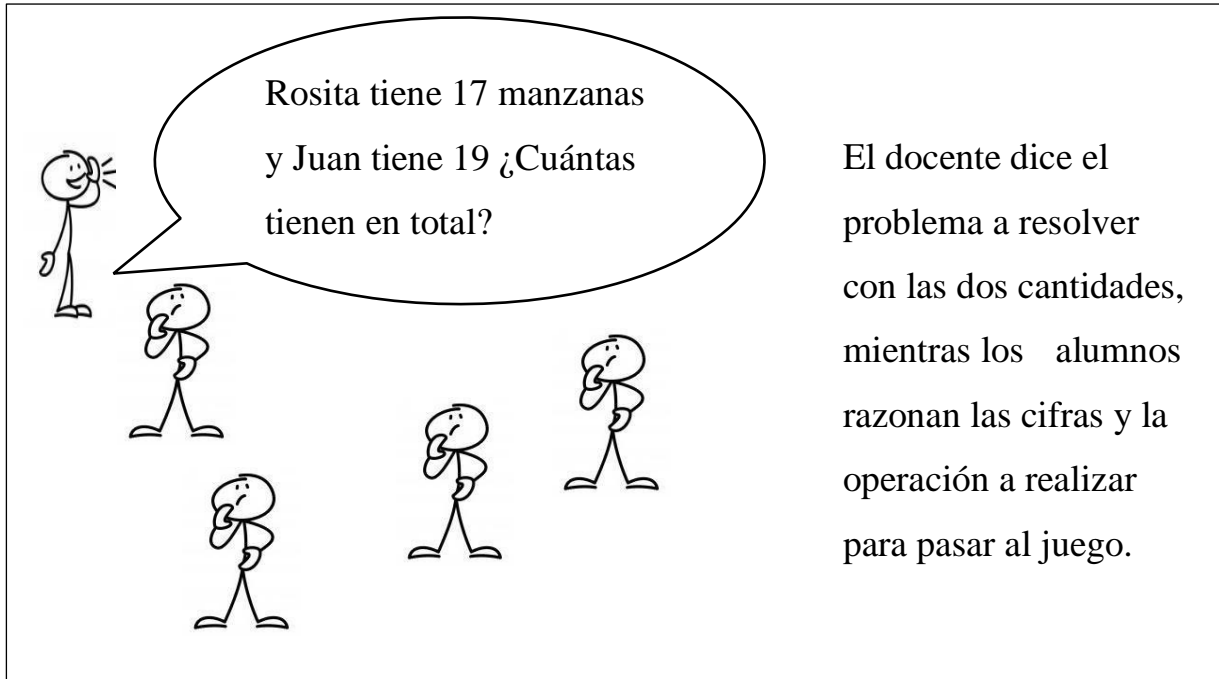 Rosita tiene 17 manzanas
y Juan tiene 19 ¿Cuántas
tienen en total?
El docente dice el
problema a resolver
con las dos cantidades,
mientras los alumnos
razonan las cifras y la
operación a realizar
para pasar al juego.